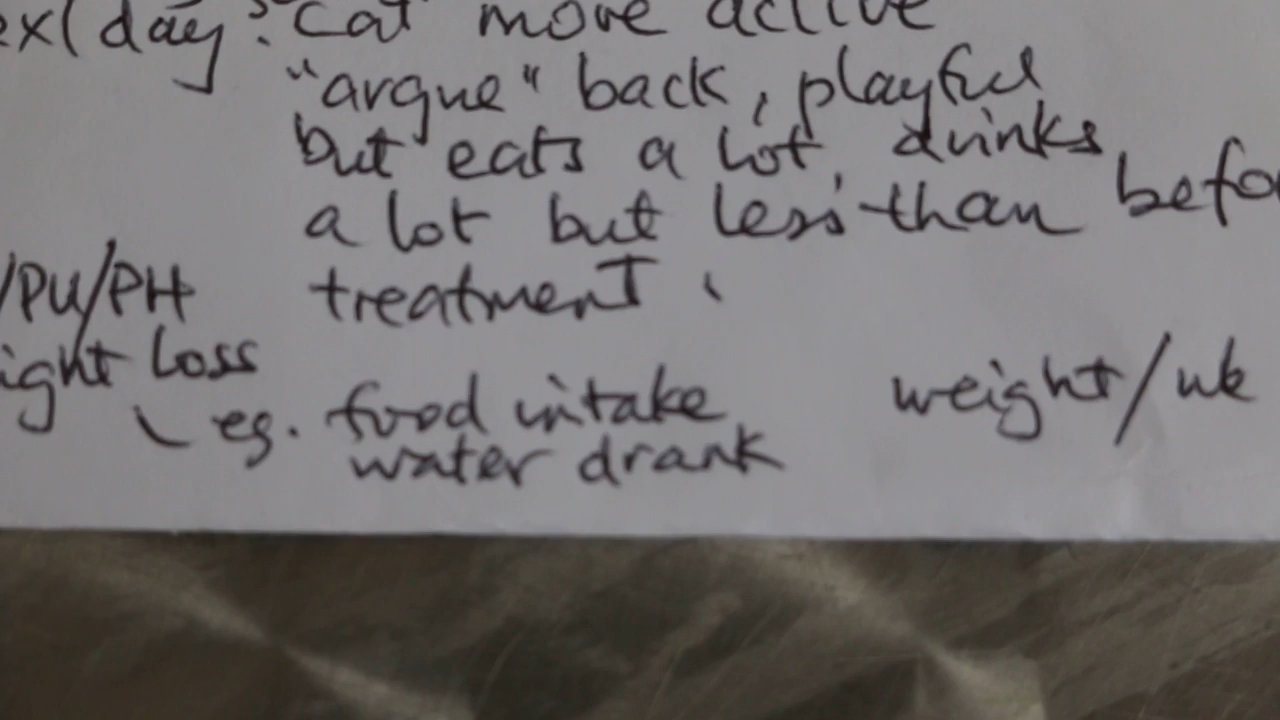 ex/day? cat more active
"argue" back, playful
but eats a lot, drinks
a lot but less than befo
/PU/PH treatment.
ight loss
eg. food intake weight/wk
water drank